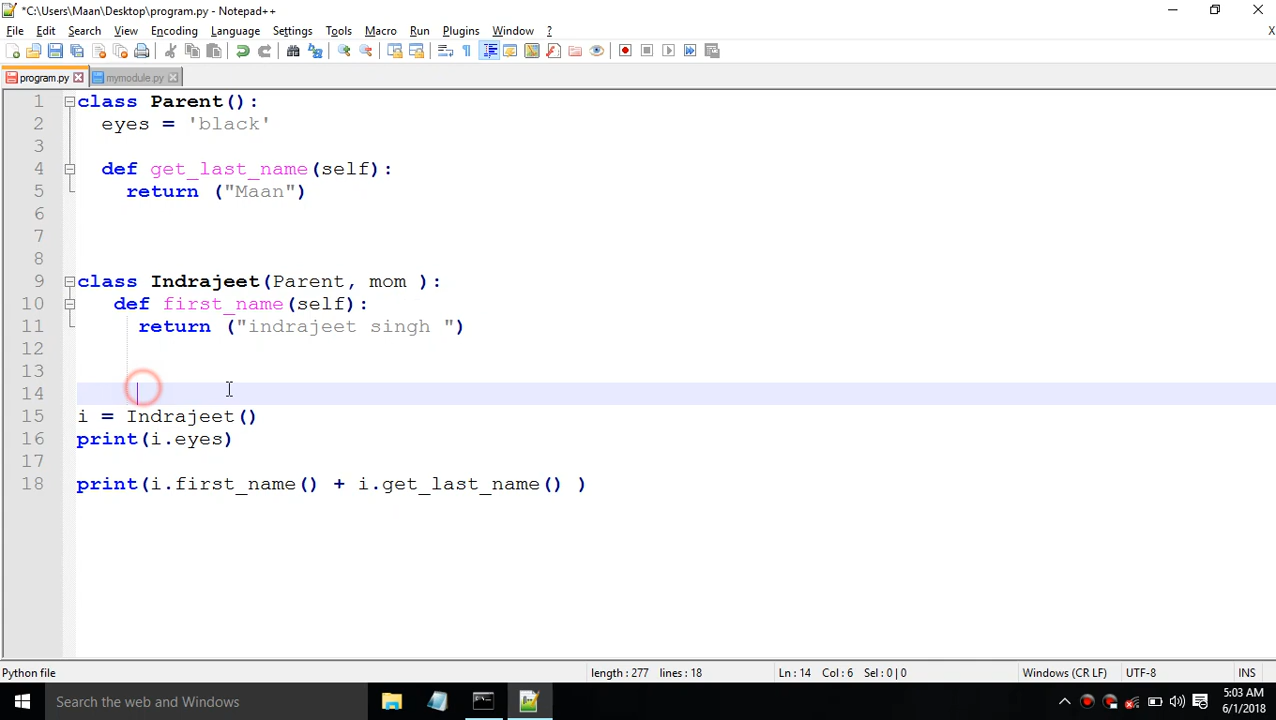 *C:\Users\Maan\Desktop\program.py - Notepad++
File Edit Search View Encoding Language Settings Tools Macro Run Plugins Window ? X
program.py mymodule.py
1 class Parent():
2 eyes = 'black'
3
4 def get_last_name(self):
5 return ("Maan")
6
7
8
9 class Indrajeet(Parent, mom ):
10 def first_name(self):
11 return ("indrajeet singh ")
12
13
14
15 i = Indrajeet()
16 print(i.eyes)
17
18 print(i.first_name() + i.get_last_name() )
Python file length : 277 lines : 18 Ln : 14 Col : 6 Sel : 0 | 0 Windows (CR LF) UTF-8 INS
Search the web and Windows
5:03 AM
6/1/2018